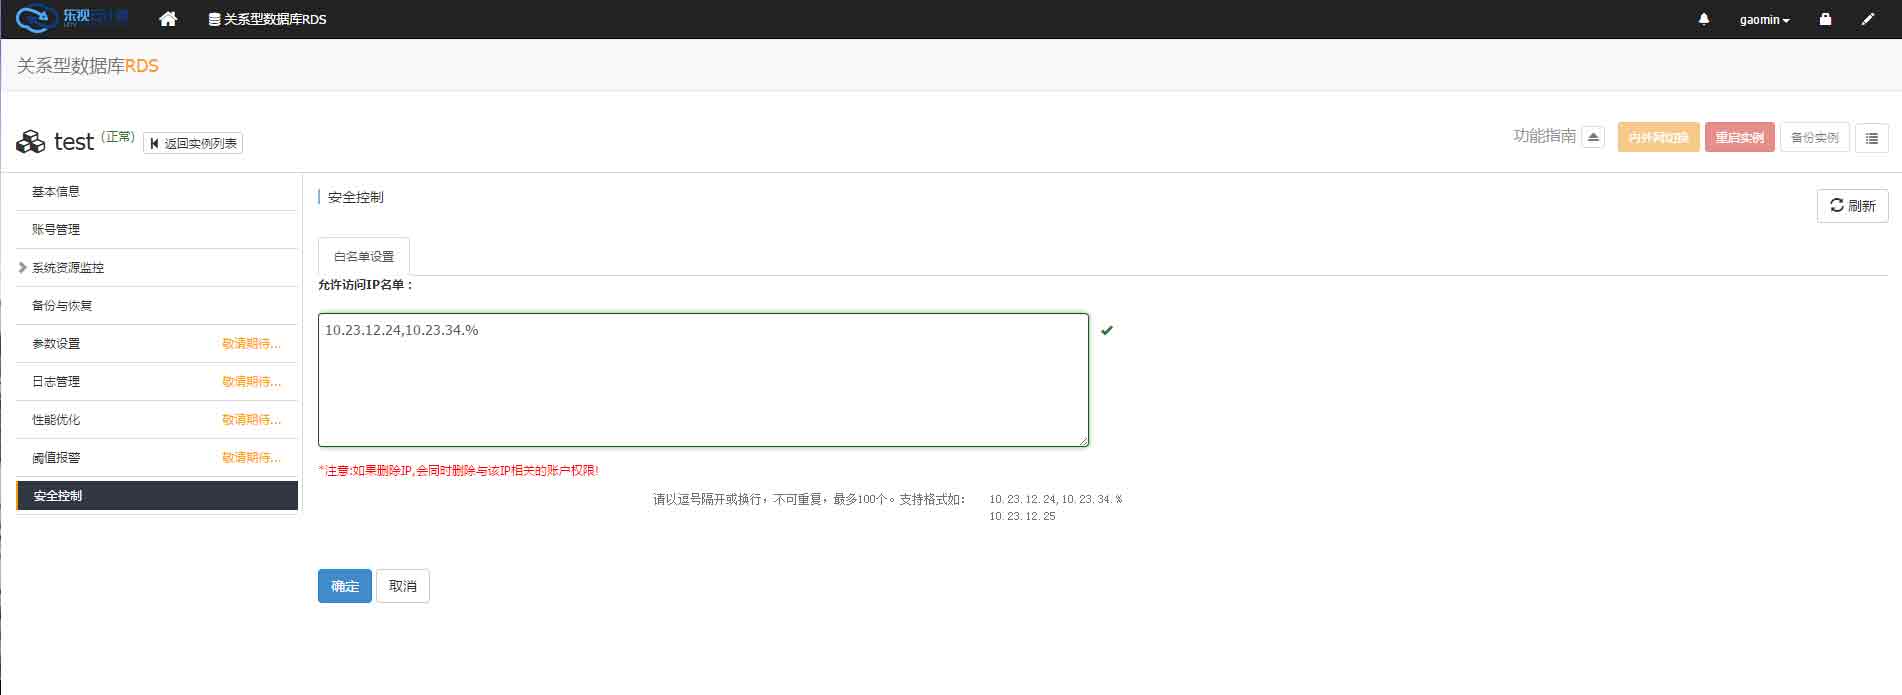 乐视云计算
关系型数据库RDS
gaomin
关系型数据库RDS
test (正常) 返回实例列表
功能指南 内外网切换 重启实例 备份实例
基本信息
账号管理
系统资源监控
备份与恢复
参数设置 敬请期待...
日志管理 敬请期待...
性能优化 敬请期待...
阈值报警 敬请期待...
安全控制
安全控制
刷新
白名单设置
允许访问IP名单：
10.23.12.24,10.23.34.%
*注意:如果删除IP,会同时删除与该IP相关的账户权限!
请以逗号隔开或换行，不可重复，最多100个。支持格式如： 10.23.12.24,10.23.34.%
10.23.12.25
确定 取消